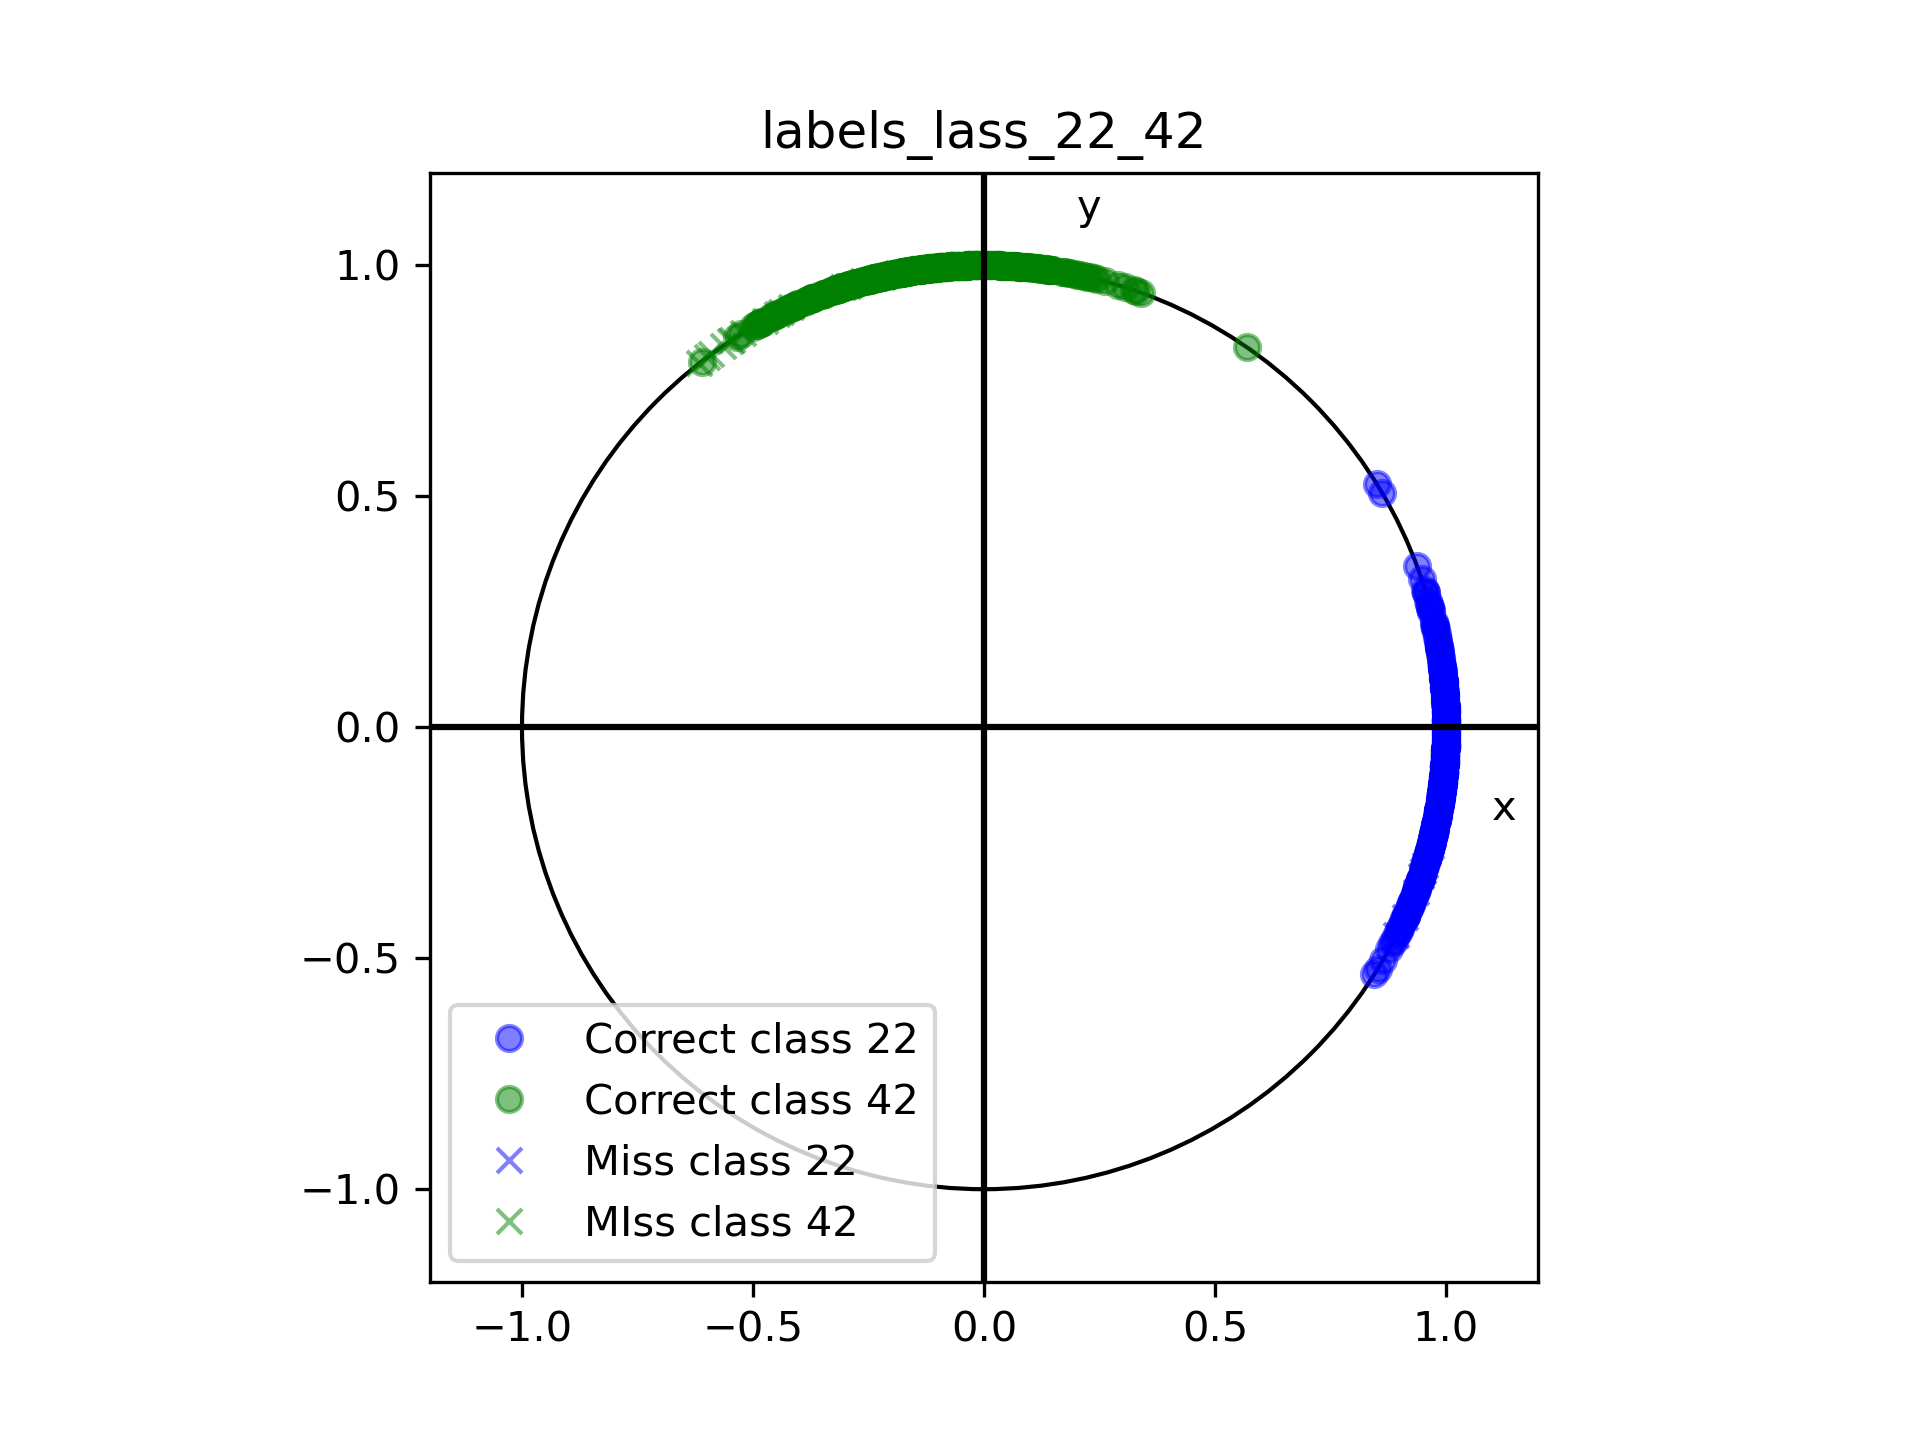 labels_lass_22_42
y
1.0
0.5
0.0
x
−0.5
−1.0
Correct class 22
Correct class 42
Miss class 22
MIss class 42
−1.0 −0.5 0.0 0.5 1.0